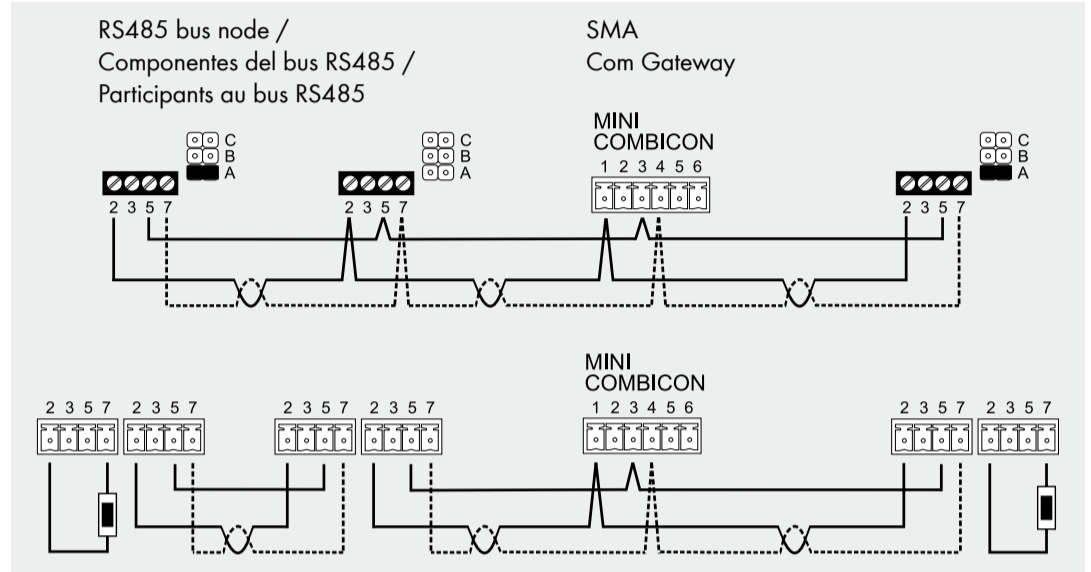 RS485 bus node /
Componentes del bus RS485 /
Participants au bus RS485
SMA
Com Gateway
C
B
A
2 3 5 7
C
B
A
2 3 5 7
MINI
COMBICON
1 2 3 4 5 6
C
B
A
2 3 5 7
MINI
COMBICON
2 3 5 7
2 3 5 7
2 3 5 7
2 3 5 7
1 2 3 4 5 6
2 3 5 7
2 3 5 7